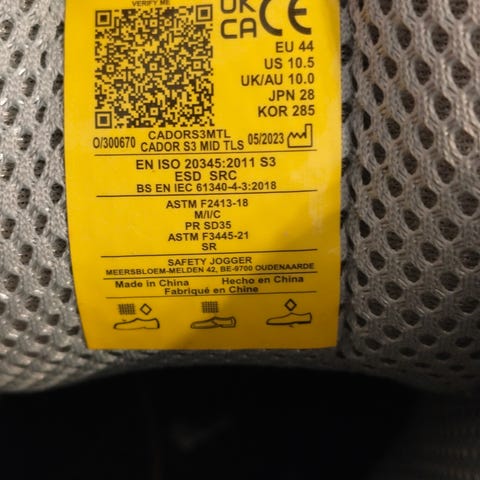 VERIFY ME
UK
CA CE
EU 44
US 10.5
UK/AU 10.0
JPN 28
KOR 285
O/300670 CADORS3MTL
CADOR S3 MID TLS 05/2023
EN ISO 20345:2011 S3
ESD SRC
BS EN IEC 61340-4-3:2018
ASTM F2413-18
M/I/C
PR SD35
ASTM F3445-21
SR
SAFETY JOGGER
MEERSBLOEM-MELDEN 42, BE-9700 OUDENAARDE
Made in China Hecho en China
Fabriqué en Chine